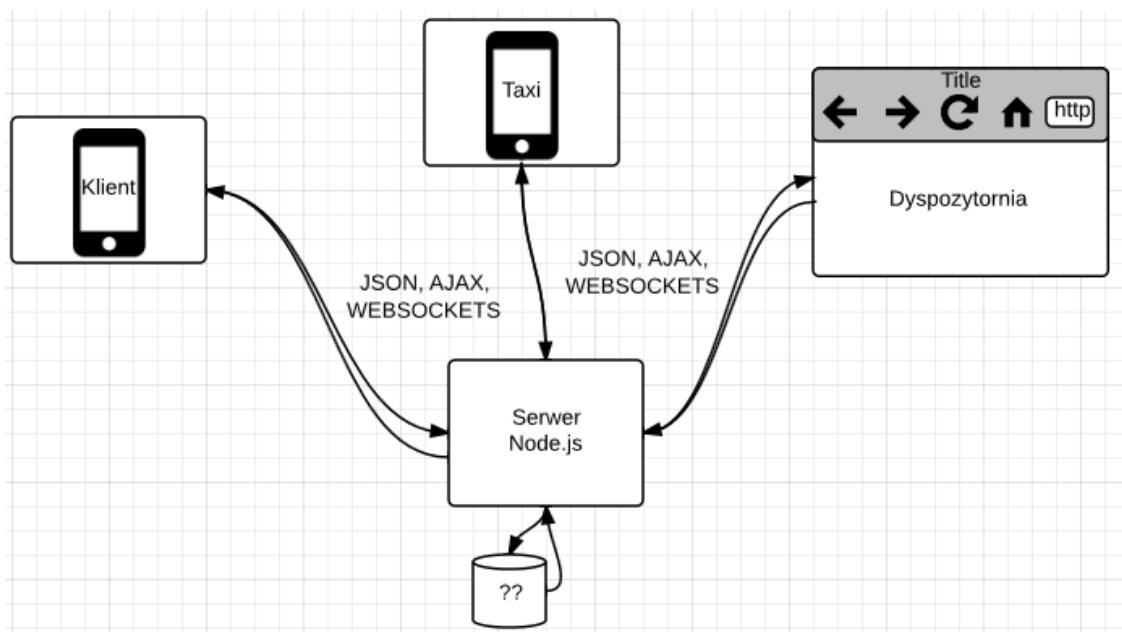 Taxi
Title
http
Klient
Dyspozytornia
JSON, AJAX,
WEBSOCKETS
JSON, AJAX,
WEBSOCKETS
Serwer
Node.js
??